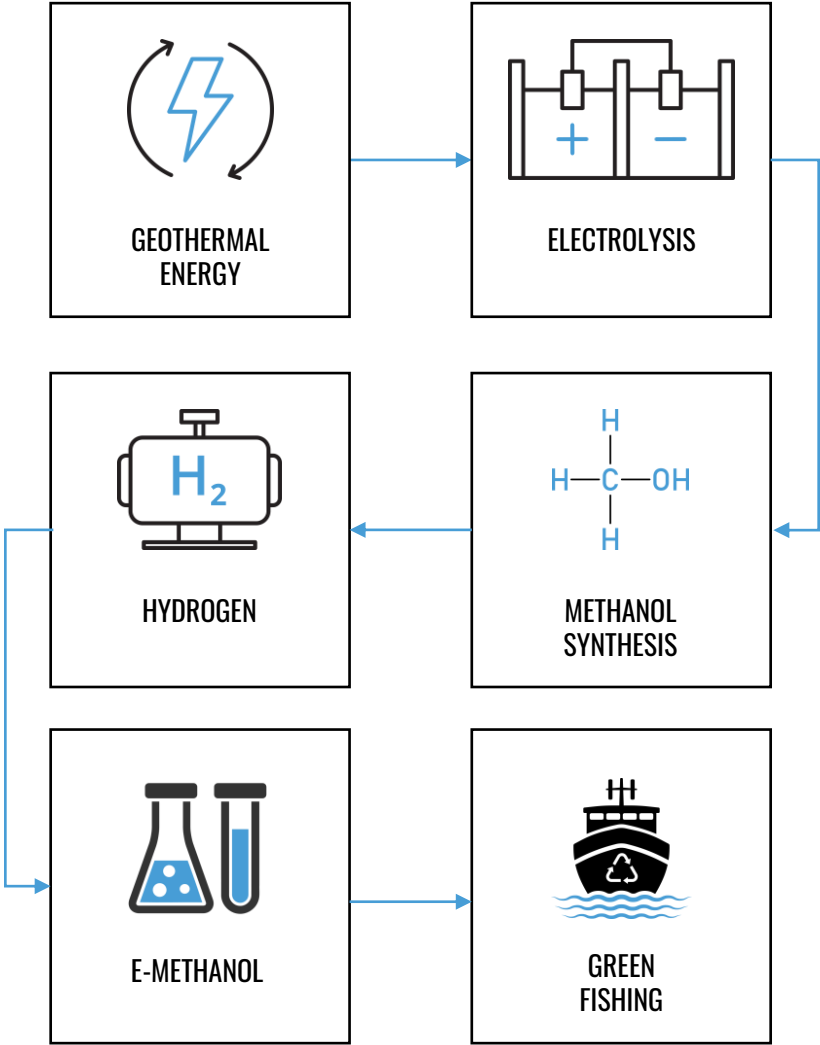 GEOTHERMAL
ENERGY
+ −
ELECTROLYSIS
H₂
HYDROGEN
H
H—C—OH
H
METHANOL
SYNTHESIS
E-METHANOL
GREEN
FISHING